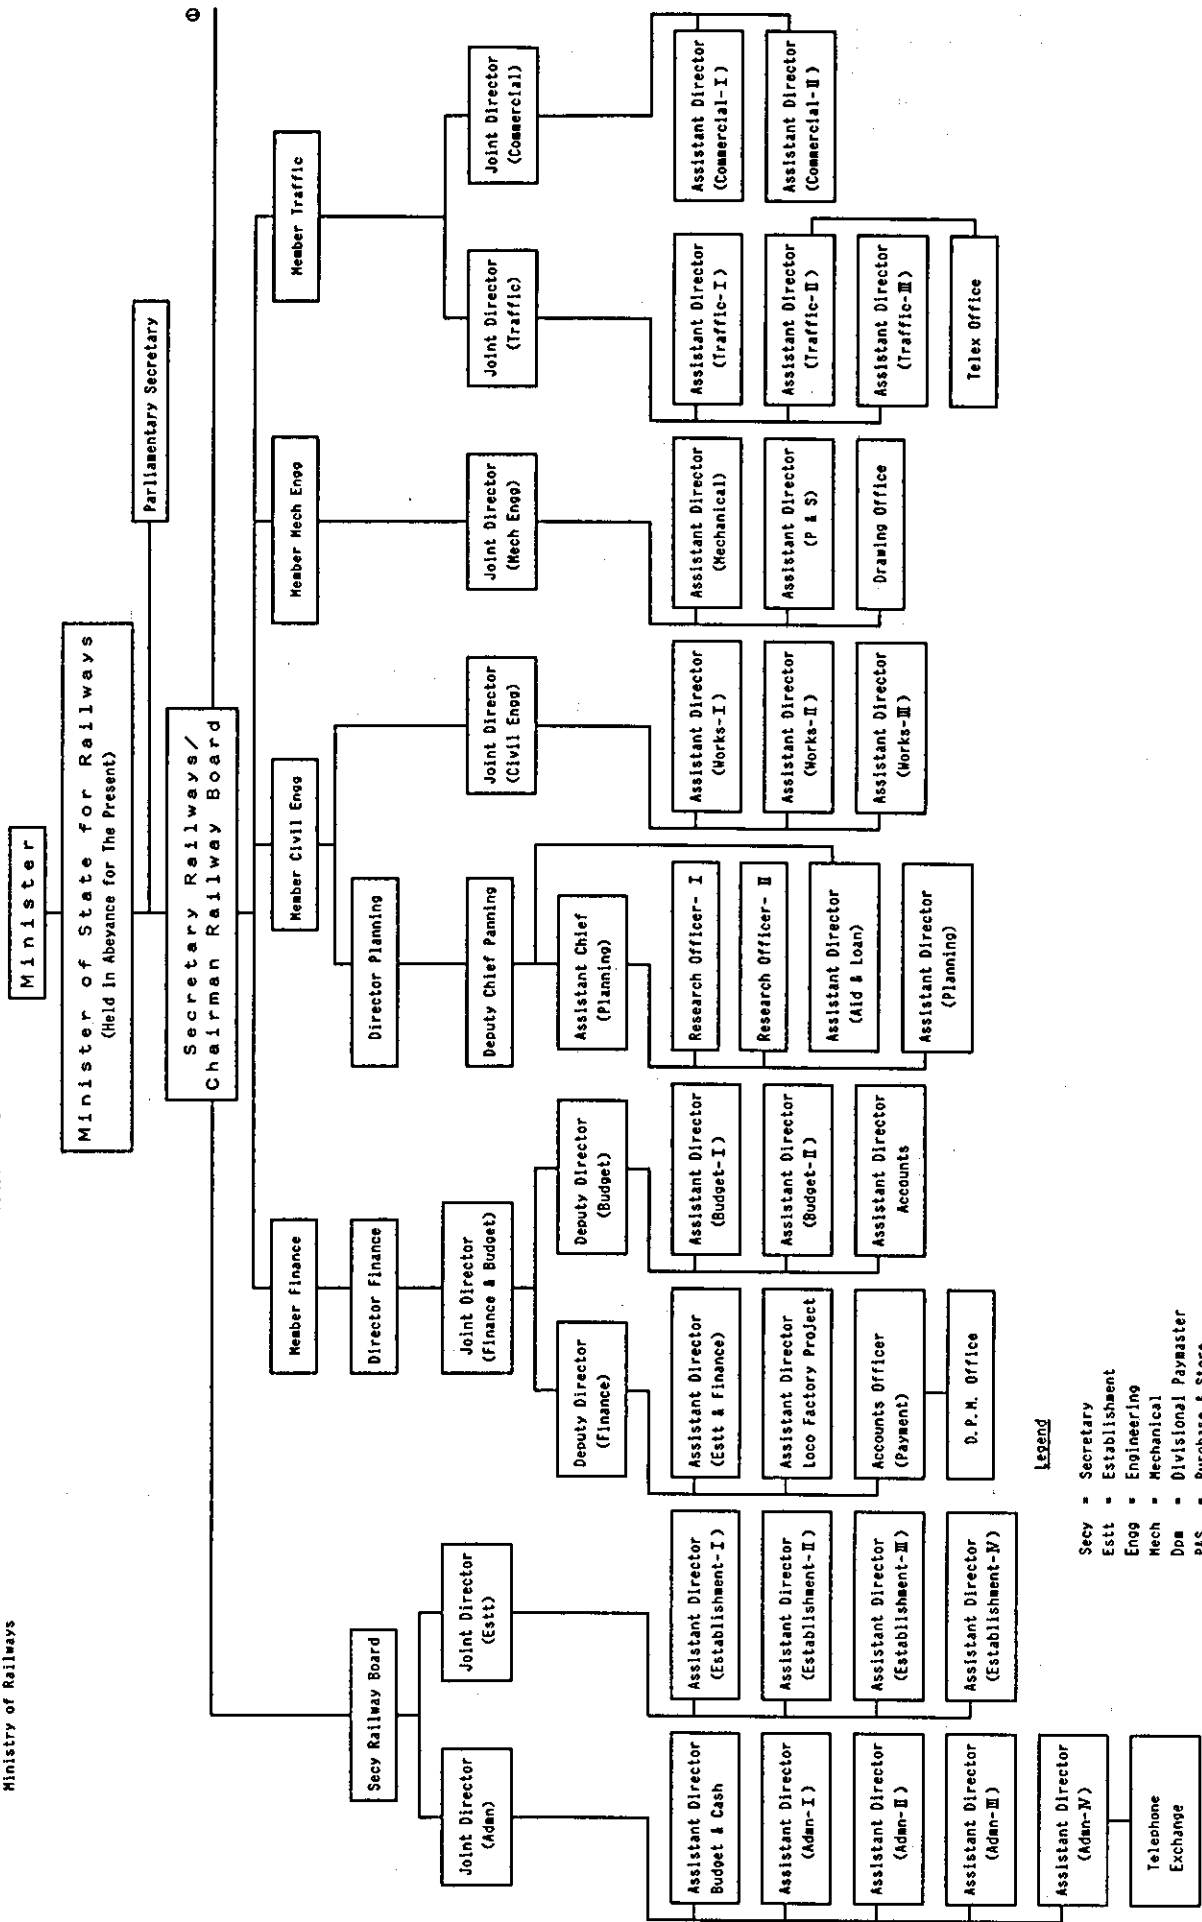 Ministry of Railways
Minister
Minister of State for Railways
(Held in Abeyance for The Present)
Parliamentary Secretary
Secretary Railways/
Chairman Railway Board
①
Member Finance
Member Civil Engg
Member Mech Engg
Member Traffic
Secy Railway Board
Director Finance
Director Planning
Joint Director
(Admn)
Joint Director
(Estt)
Joint Director
(Finance & Budget)
Deputy Chief Panning
Joint Director
(Civil Engg)
Joint Director
(Mech Engg)
Joint Director
(Traffic)
Joint Director
(Commercial)
Deputy Director
(Finance)
Deputy Director
(Budget)
Assistant Chief
(Planning)
Assistant Director
Budget & Cash
Assistant Director
(Admn-I)
Assistant Director
(Admn-II)
Assistant Director
(Admn-III)
Assistant Director
(Admn-IV)
Telephone
Exchange
Assistant Director
(Establishment-I)
Assistant Director
(Establishment-II)
Assistant Director
(Establishment-III)
Assistant Director
(Establishment-IV)
Assistant Director
(Estt & Finance)
Assistant Director
Loco Factory Project
Accounts Officer
(Payment)
D.P.M. Office
Assistant Director
(Budget-I)
Assistant Director
(Budget-II)
Assistant Director
Accounts
Research Officer- I
Research Officer- II
Assistant Director
(Aid & Loan)
Assistant Director
(Planning)
Assistant Director
(Works-I)
Assistant Director
(Works-II)
Assistant Director
(Works-III)
Assistant Director
(Mechanical)
Assistant Director
(P & S)
Drawing Office
Assistant Director
(Traffic-I)
Assistant Director
(Traffic-II)
Assistant Director
(Traffic-III)
Telex Office
Assistant Director
(Commercial-I)
Assistant Director
(Commercial-II)
Legend
Secy = Secretary
Estt = Establishment
Engg = Engineering
Mech = Mechanical
Dpm = Divisional Paymaster
P&S = Purchase & Store